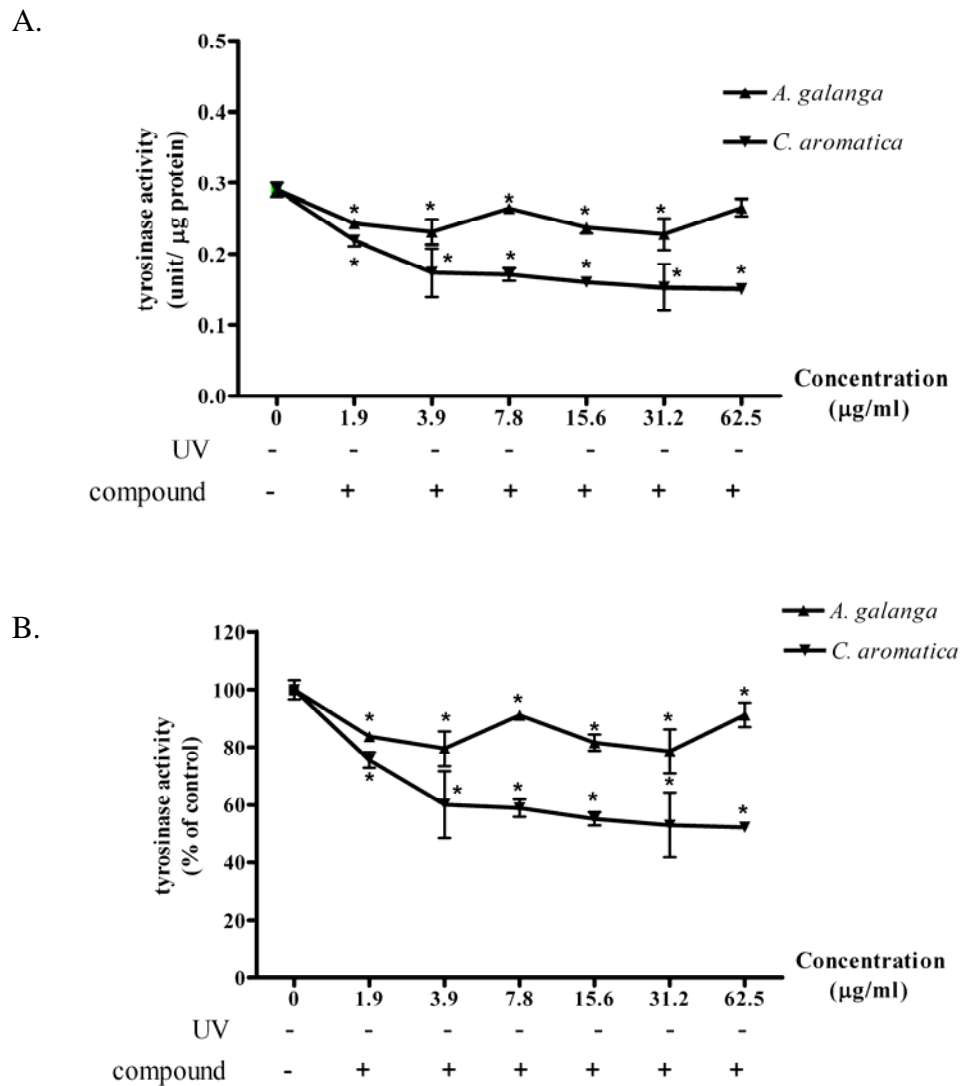 A.
0.5
0.4
0.3
0.2
0.1
0.0
tyrosinase activity
(unit/ μg protein)
A. galanga
C. aromatica
* * * * *
* * * * * *
Concentration
(μg/ml)
0 1.9 3.9 7.8 15.6 31.2 62.5
UV - - - - - - -
compound - + + + + + +
B.
120
100
80
60
40
20
0
tyrosinase activity
(% of control)
A. galanga
C. aromatica
* * * * * *
* * * * * *
Concentration
(μg/ml)
0 1.9 3.9 7.8 15.6 31.2 62.5
UV - - - - - - -
compound - + + + + + +